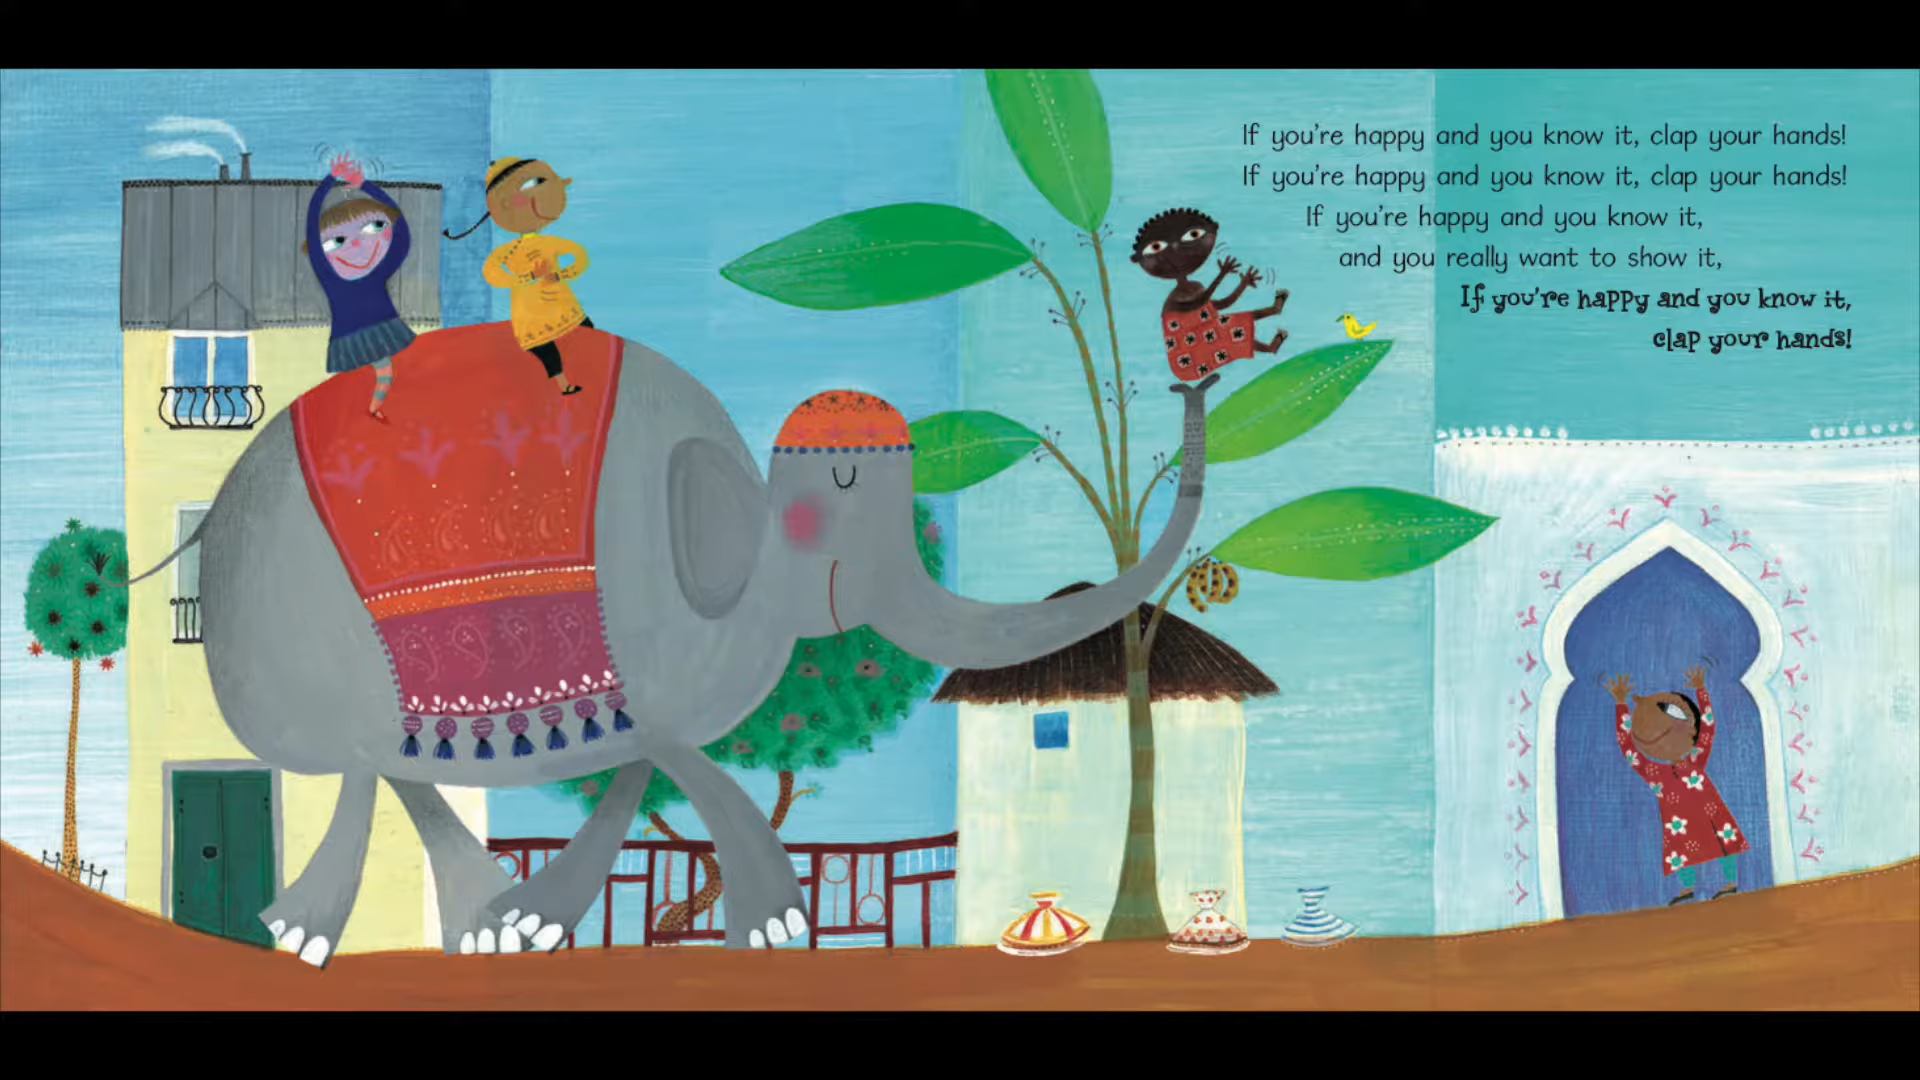 If you're happy and you know it, clap your hands!
If you're happy and you know it, clap your hands!
If you're happy and you know it,
and you really want to show it,
If you're happy and you know it,
clap your hands!